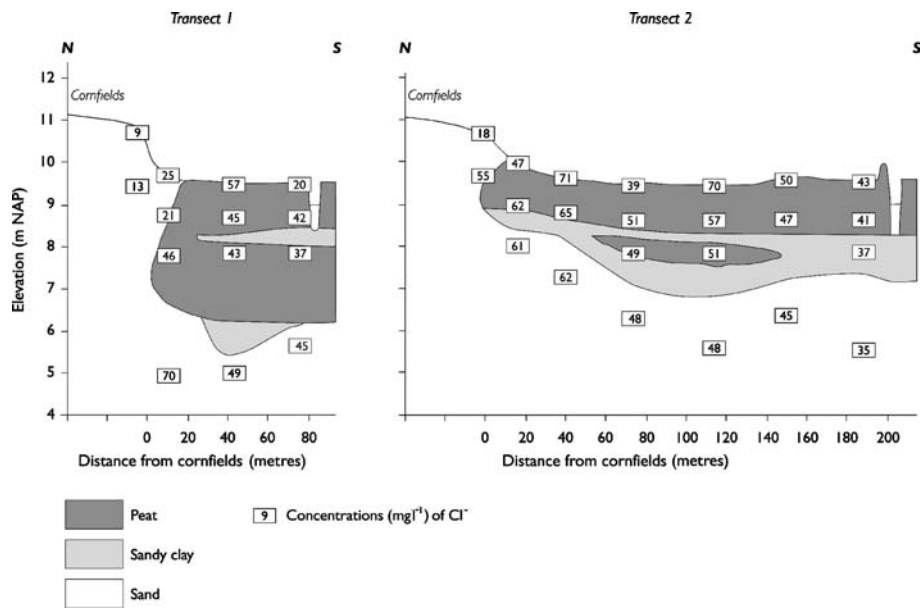 Transect 1
Transect 2
N
S
N
S
Elevation (m NAP)
12
11
10
9
8
7
6
5
4
Cornfields
9
13
25
57
20
21
45
42
46
43
37
45
70
49
Cornfields
18
55
47
71
39
70
50
43
62
65
51
57
47
41
61
49
51
37
62
48
45
48
35
0 20 40 60 80
Distance from cornfields (metres)
0 20 40 60 80 100 120 140 160 180 200
Distance from cornfields (metres)
Peat
9 Concentrations (mgl⁻¹) of Cl⁻
Sandy clay
Sand